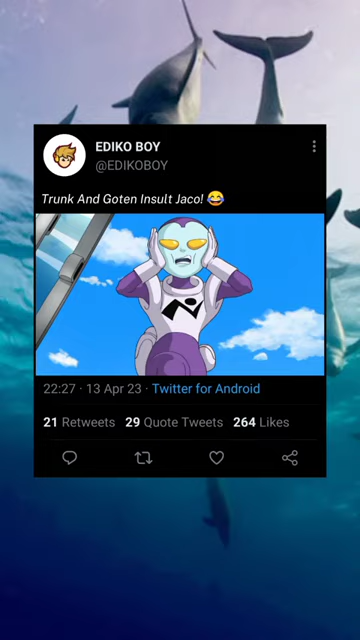 EDIKO BOY
@EDIKOBOY
Trunk And Goten Insult Jaco! 😂
22:27 · 13 Apr 23 · Twitter for Android
21 Retweets 29 Quote Tweets 264 Likes